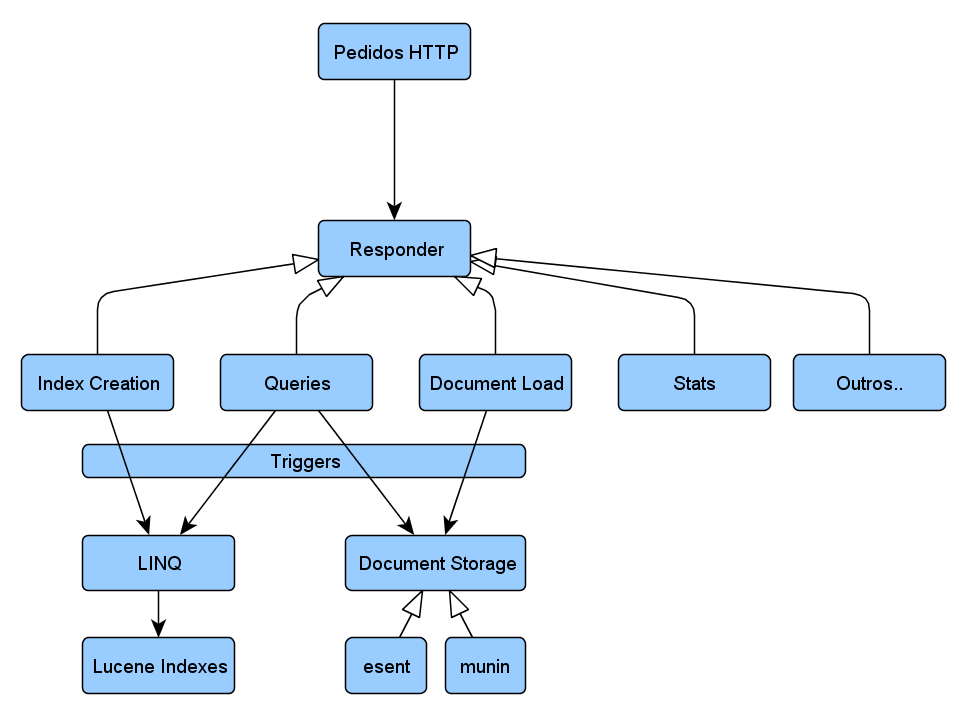 Pedidos HTTP
Responder
Index Creation
Queries
Document Load
Stats
Outros..
Triggers
LINQ
Document Storage
Lucene Indexes
esent
munin